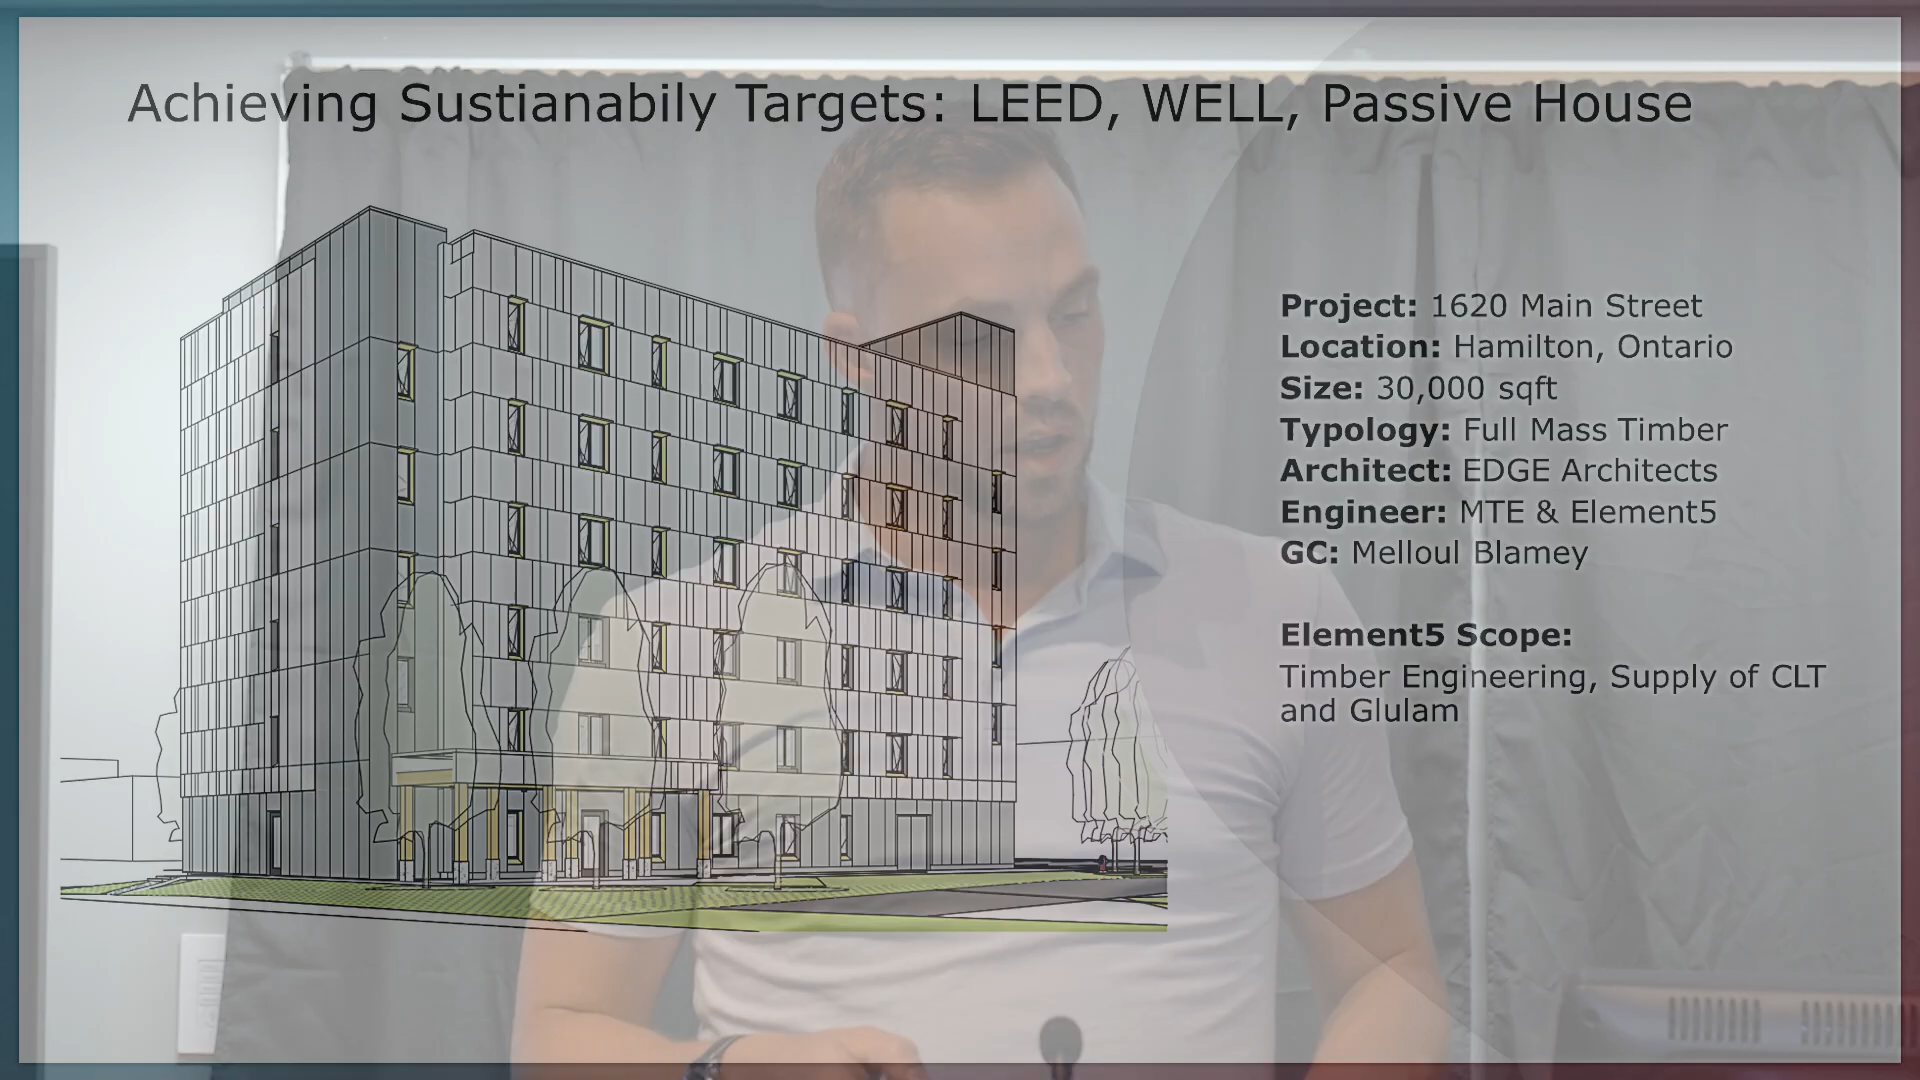 Achieving Sustianabily Targets: LEED, WELL, Passive House
Project: 1620 Main Street
Location: Hamilton, Ontario
Size: 30,000 sqft
Typology: Full Mass Timber
Architect: EDGE Architects
Engineer: MTE & Element5
GC: Melloul Blamey
Element5 Scope:
Timber Engineering, Supply of CLT
and Glulam